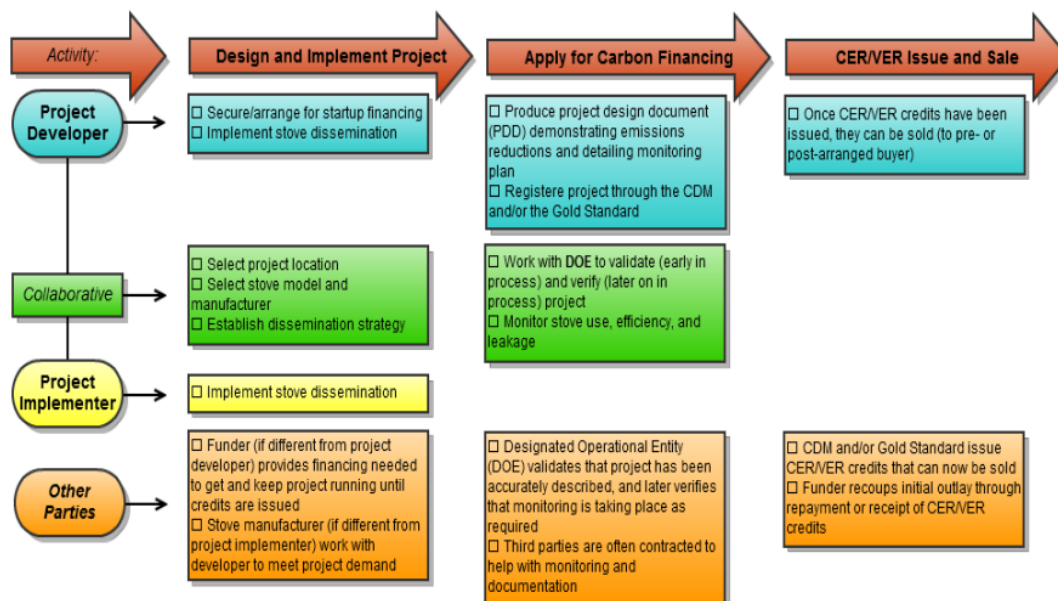 Activity:
Design and Implement Project
Apply for Carbon Financing
CER/VER Issue and Sale
Project
Developer
☐ Secure/arrange for startup financing
☐ Implement stove dissemination
☐ Produce project design document
(PDD) demonstrating emissions
reductions and detailing monitoring
plan
☐ Registere project through the CDM
and/or the Gold Standard
☐ Once CER/VER credits have been
issued, they can be sold (to pre- or
post-arranged buyer)
Collaborative
☐ Select project location
☐ Select stove model and
manufacturer
☐ Establish dissemination strategy
☐ Work with DOE to validate (early in
process) and verify (later on in
process) project
☐ Monitor stove use, efficiency, and
leakage
Project
Implementer
☐ Implement stove dissemination
Other
Parties
☐ Funder (if different from project
developer) provides financing needed
to get and keep project running until
credits are issued
☐ Stove manufacturer (if different from
project implementer) work with
developer to meet project demand
☐ Designated Operational Entity
(DOE) validates that project has been
accurately described, and later verifies
that monitoring is taking place as
required
☐ Third parties are often contracted to
help with monitoring and
documentation
☐ CDM and/or Gold Standard issue
CER/VER credits that can now be sold
☐ Funder recoups initial outlay through
repayment or receipt of CER/VER
credits